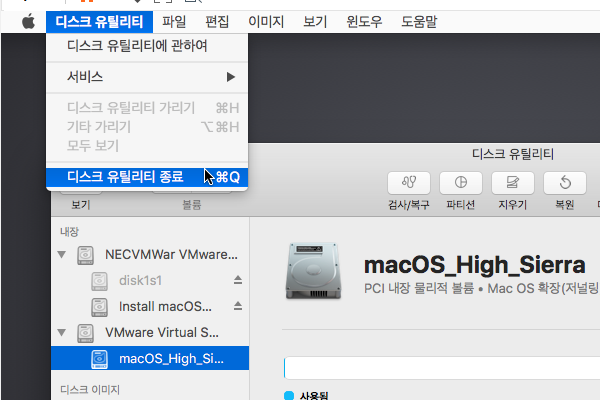 디스크 유틸리티 파일 편집 이미지 보기 윈도우 도움말
디스크 유틸리티에 관하여
서비스
디스크 유틸리티 가리기 ⌘H
기타 가리기 ⌥⌘H
모두 보기
디스크 유틸리티 종료 ⌘Q
디스크 유틸리티
보기 볼륨 검사/복구 파티션 지우기 복원
내장
NECVMWar VMware...
disk1s1
Install macOS...
VMware Virtual S...
macOS_High_Si...
디스크 이미지
macOS_High_Sierra
PCI 내장 물리적 볼륨 • Mac OS 확장(저널링
사용됨